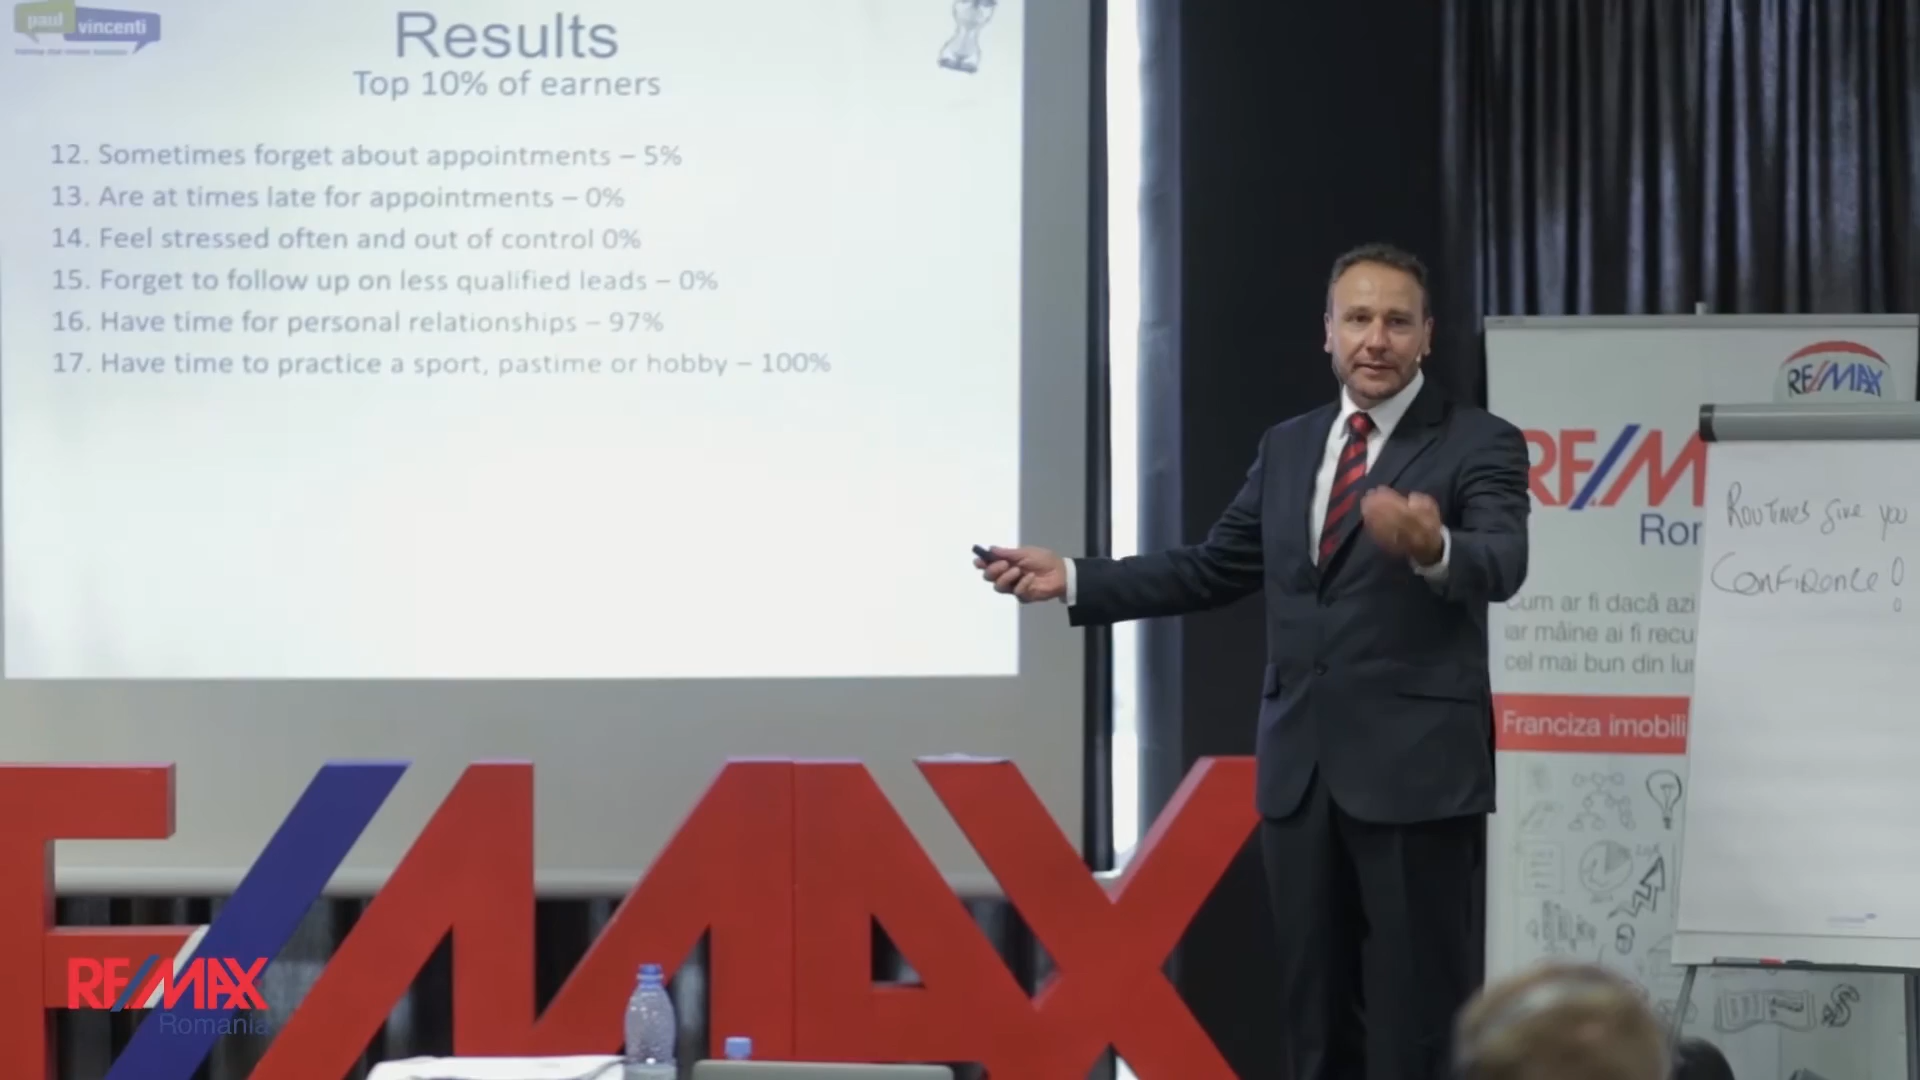 paul vincenti
Results
Top 10% of earners
12. Sometimes forget about appointments – 5%
13. Are at times late for appointments – 0%
14. Feel stressed often and out of control 0%
15. Forget to follow up on less qualified leads – 0%
16. Have time for personal relationships – 97%
17. Have time to practice a sport, pastime or hobby – 100%
RE/MAX
RE/M
Ror
Cum ar fi dacă azi
iar mâine ai fi recu
cel mai bun din lu
Franciza imobili
Routines give you
Confidence!
E/MAX
RE/MAX
Romania